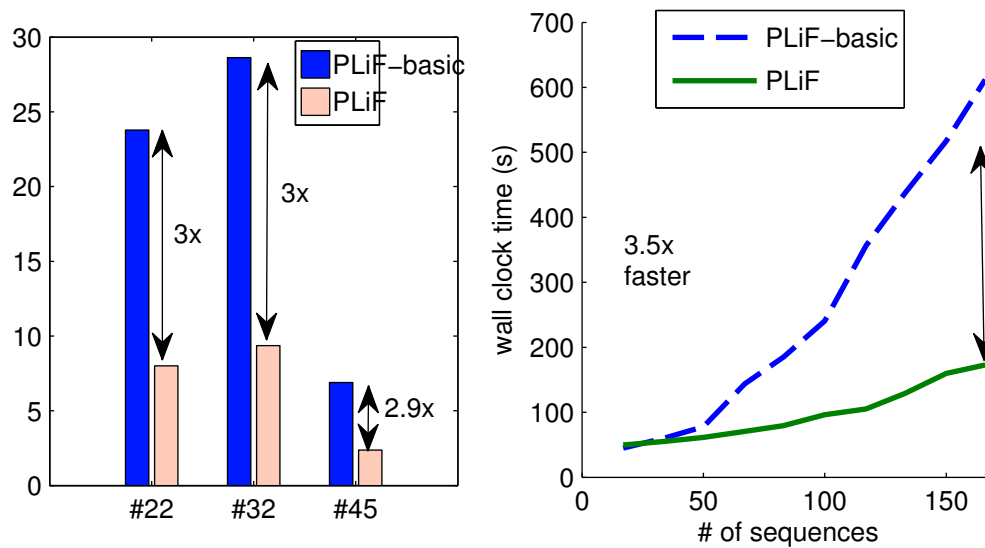 30
25
20
15
10
5
0
#22
#32
#45
PLiF-basic
PLiF
3x
3x
2.9x
700
600
500
400
300
200
100
0
wall clock time (s)
PLiF-basic
PLiF
3.5x
faster
0
50
100
150
# of sequences